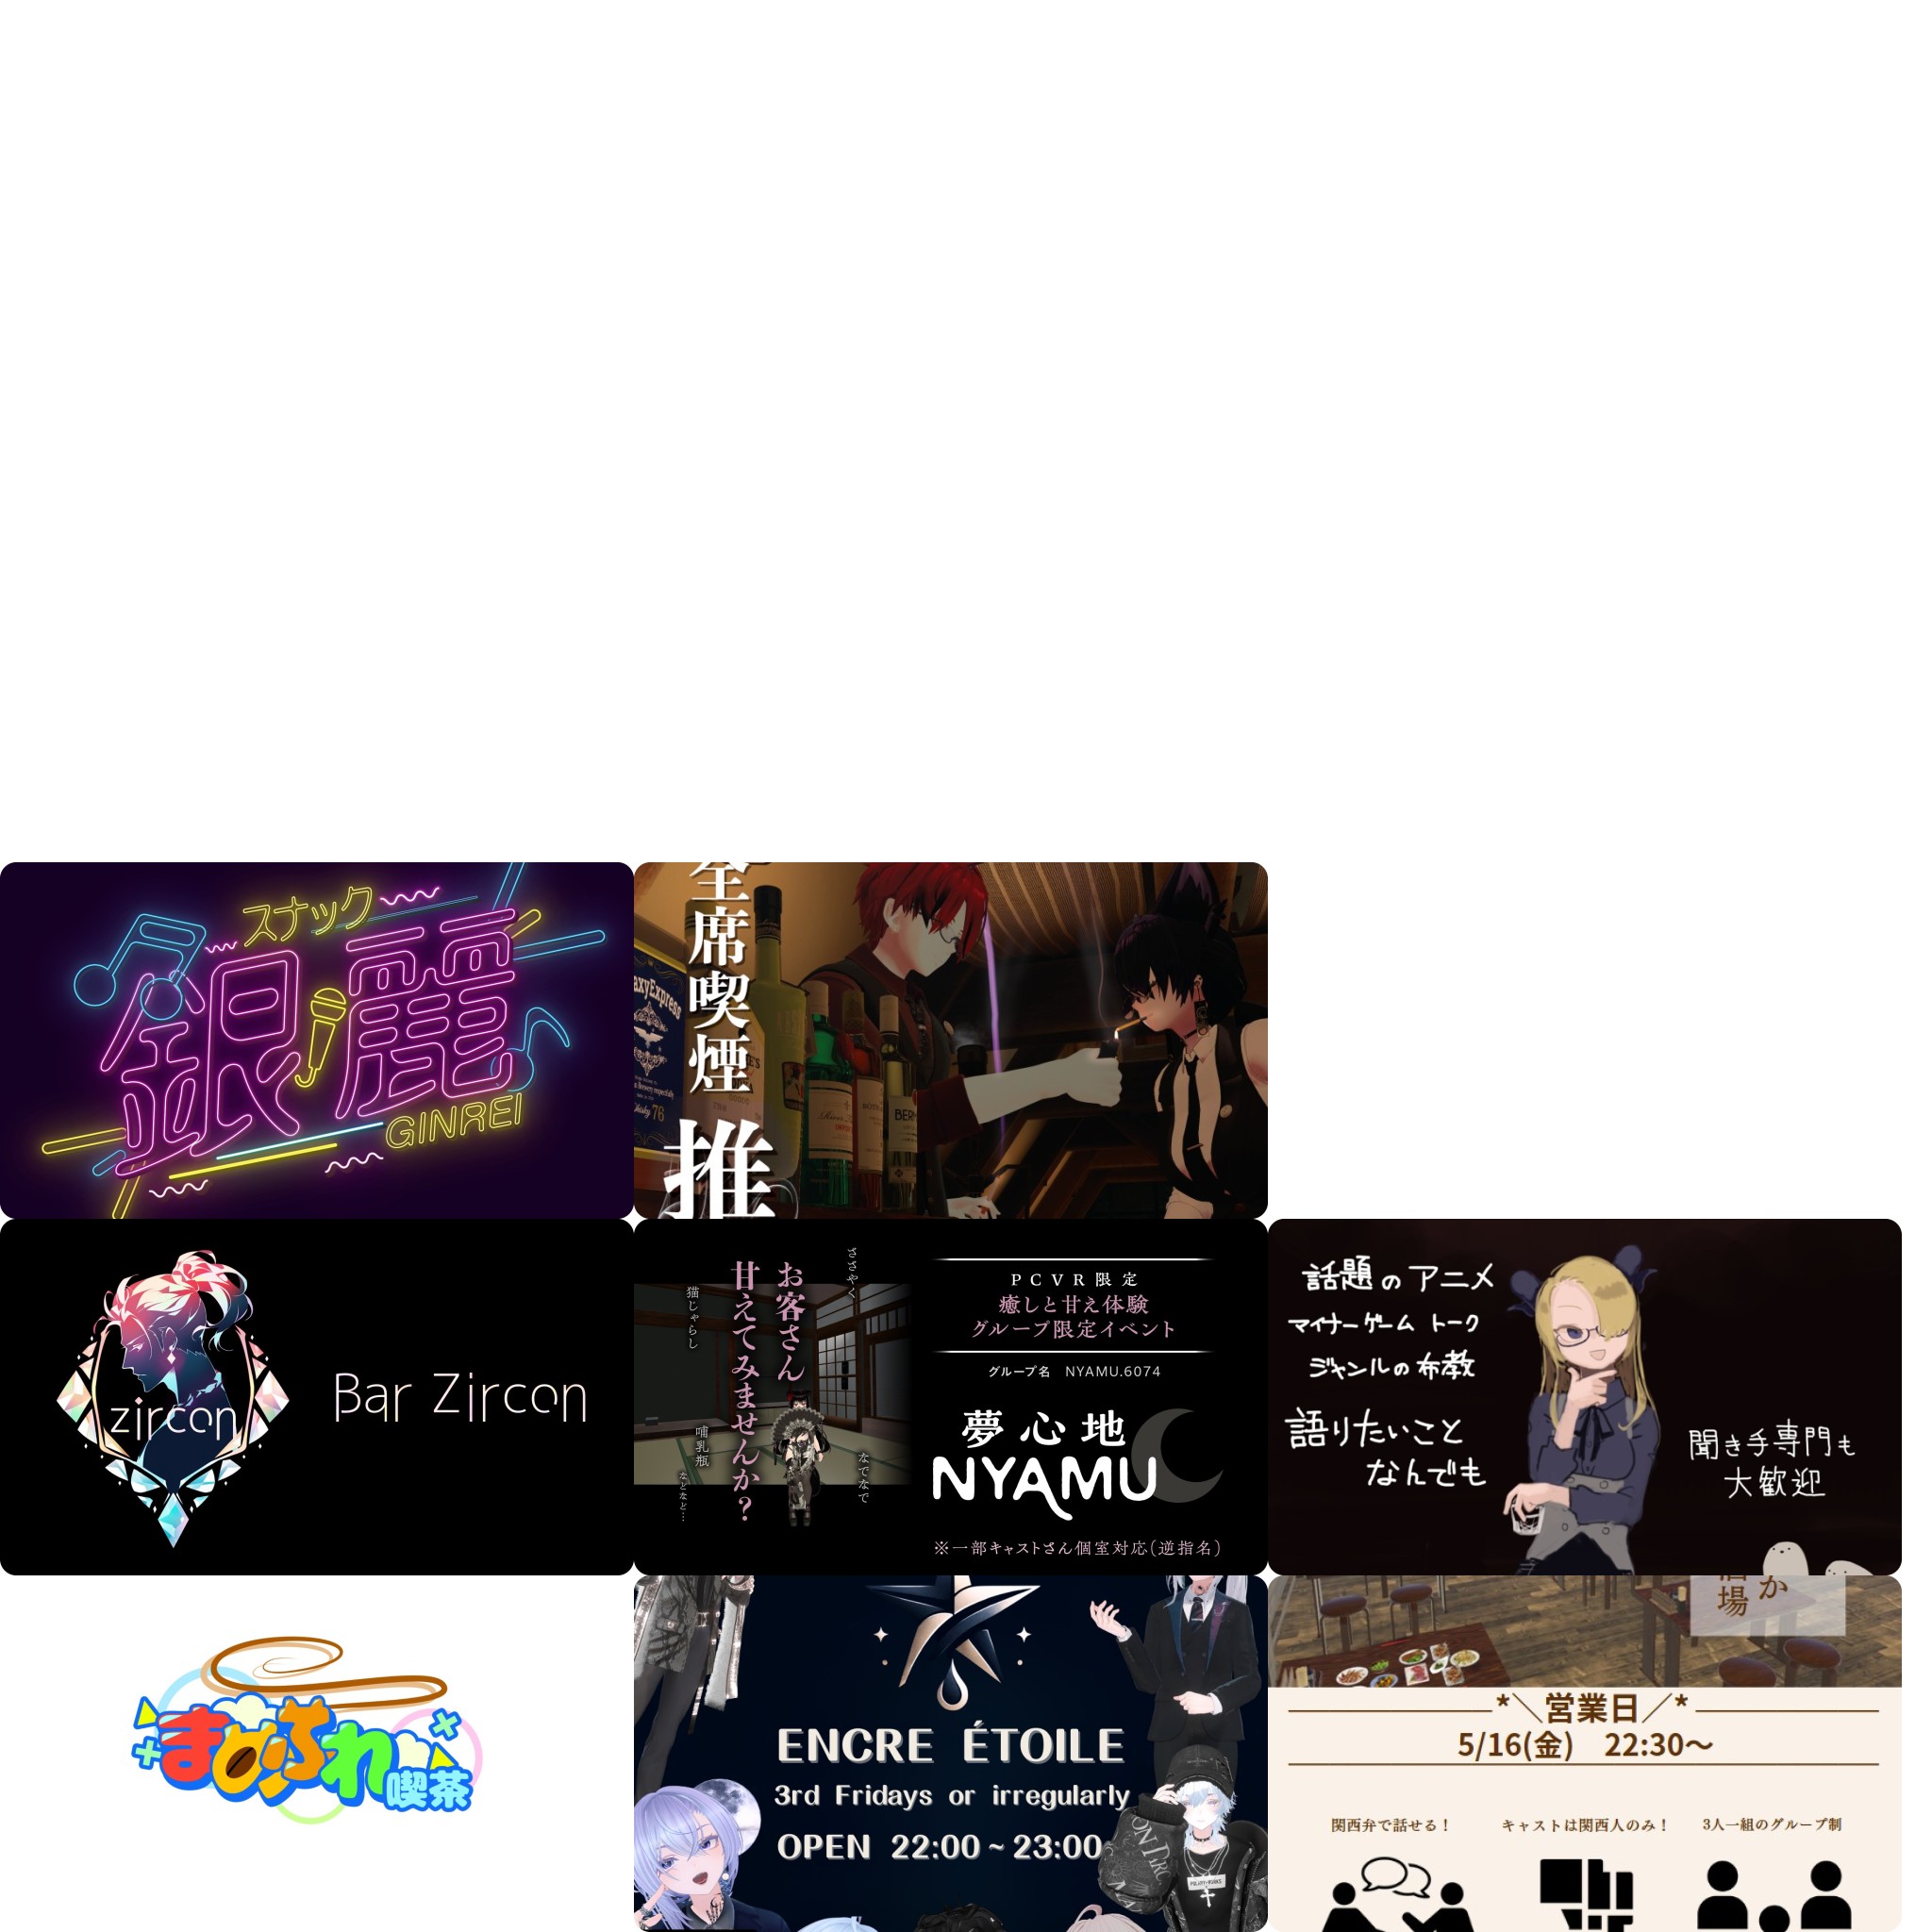 スナック
銀麗
GINREI
全席喫煙
推
axyExpress
Whisky 76
BER
zircon
Bar Zircon
ささやく
お客さん
甘えてみませんか?
猫じゃらし
哺乳瓶
なでなで
などなど…
PCVR限定
癒しと甘え体験
グループ限定イベント
グループ名 NYAMU.6074
夢心地
NYAMU
※一部キャストさん個室対応(逆指名)
話題のアニメ
マイナーゲーム トーク
ジャンルの布教
語りたいこと
なんでも
聞き手専門も
大歓迎
まじふれ
喫茶
ENCRE ÉTOILE
3rd Fridays or irregularly
OPEN 22:00~23:00
か
酒場
*＼営業日／*
5/16(金) 22:30〜
関西弁で話せる!
キャストは関西人のみ!
3人一組のグループ制